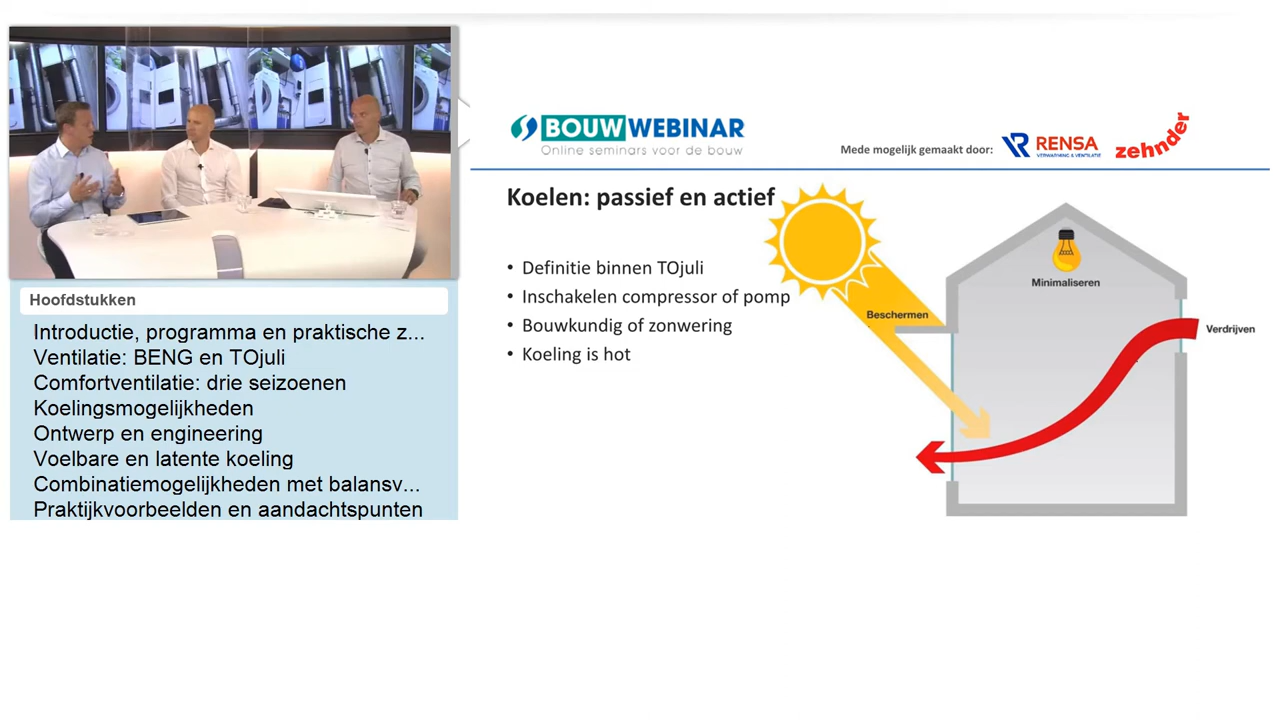 BOUWWEBINAR
Online seminars voor de bouw
Mede mogelijk gemaakt door:
RENSA
VERWARMING & VENTILATIE
zehnder
Koelen: passief en actief
• Definitie binnen TOjuli
• Inschakelen compressor of pomp
• Bouwkundig of zonwering
• Koeling is hot
Minimaliseren
Beschermen
Verdrijven
Hoofdstukken
Introductie, programma en praktische z...
Ventilatie: BENG en TOjuli
Comfortventilatie: drie seizoenen
Koelingsmogelijkheden
Ontwerp en engineering
Voelbare en latente koeling
Combinatiemogelijkheden met balansv...
Praktijkvoorbeelden en aandachtspunten